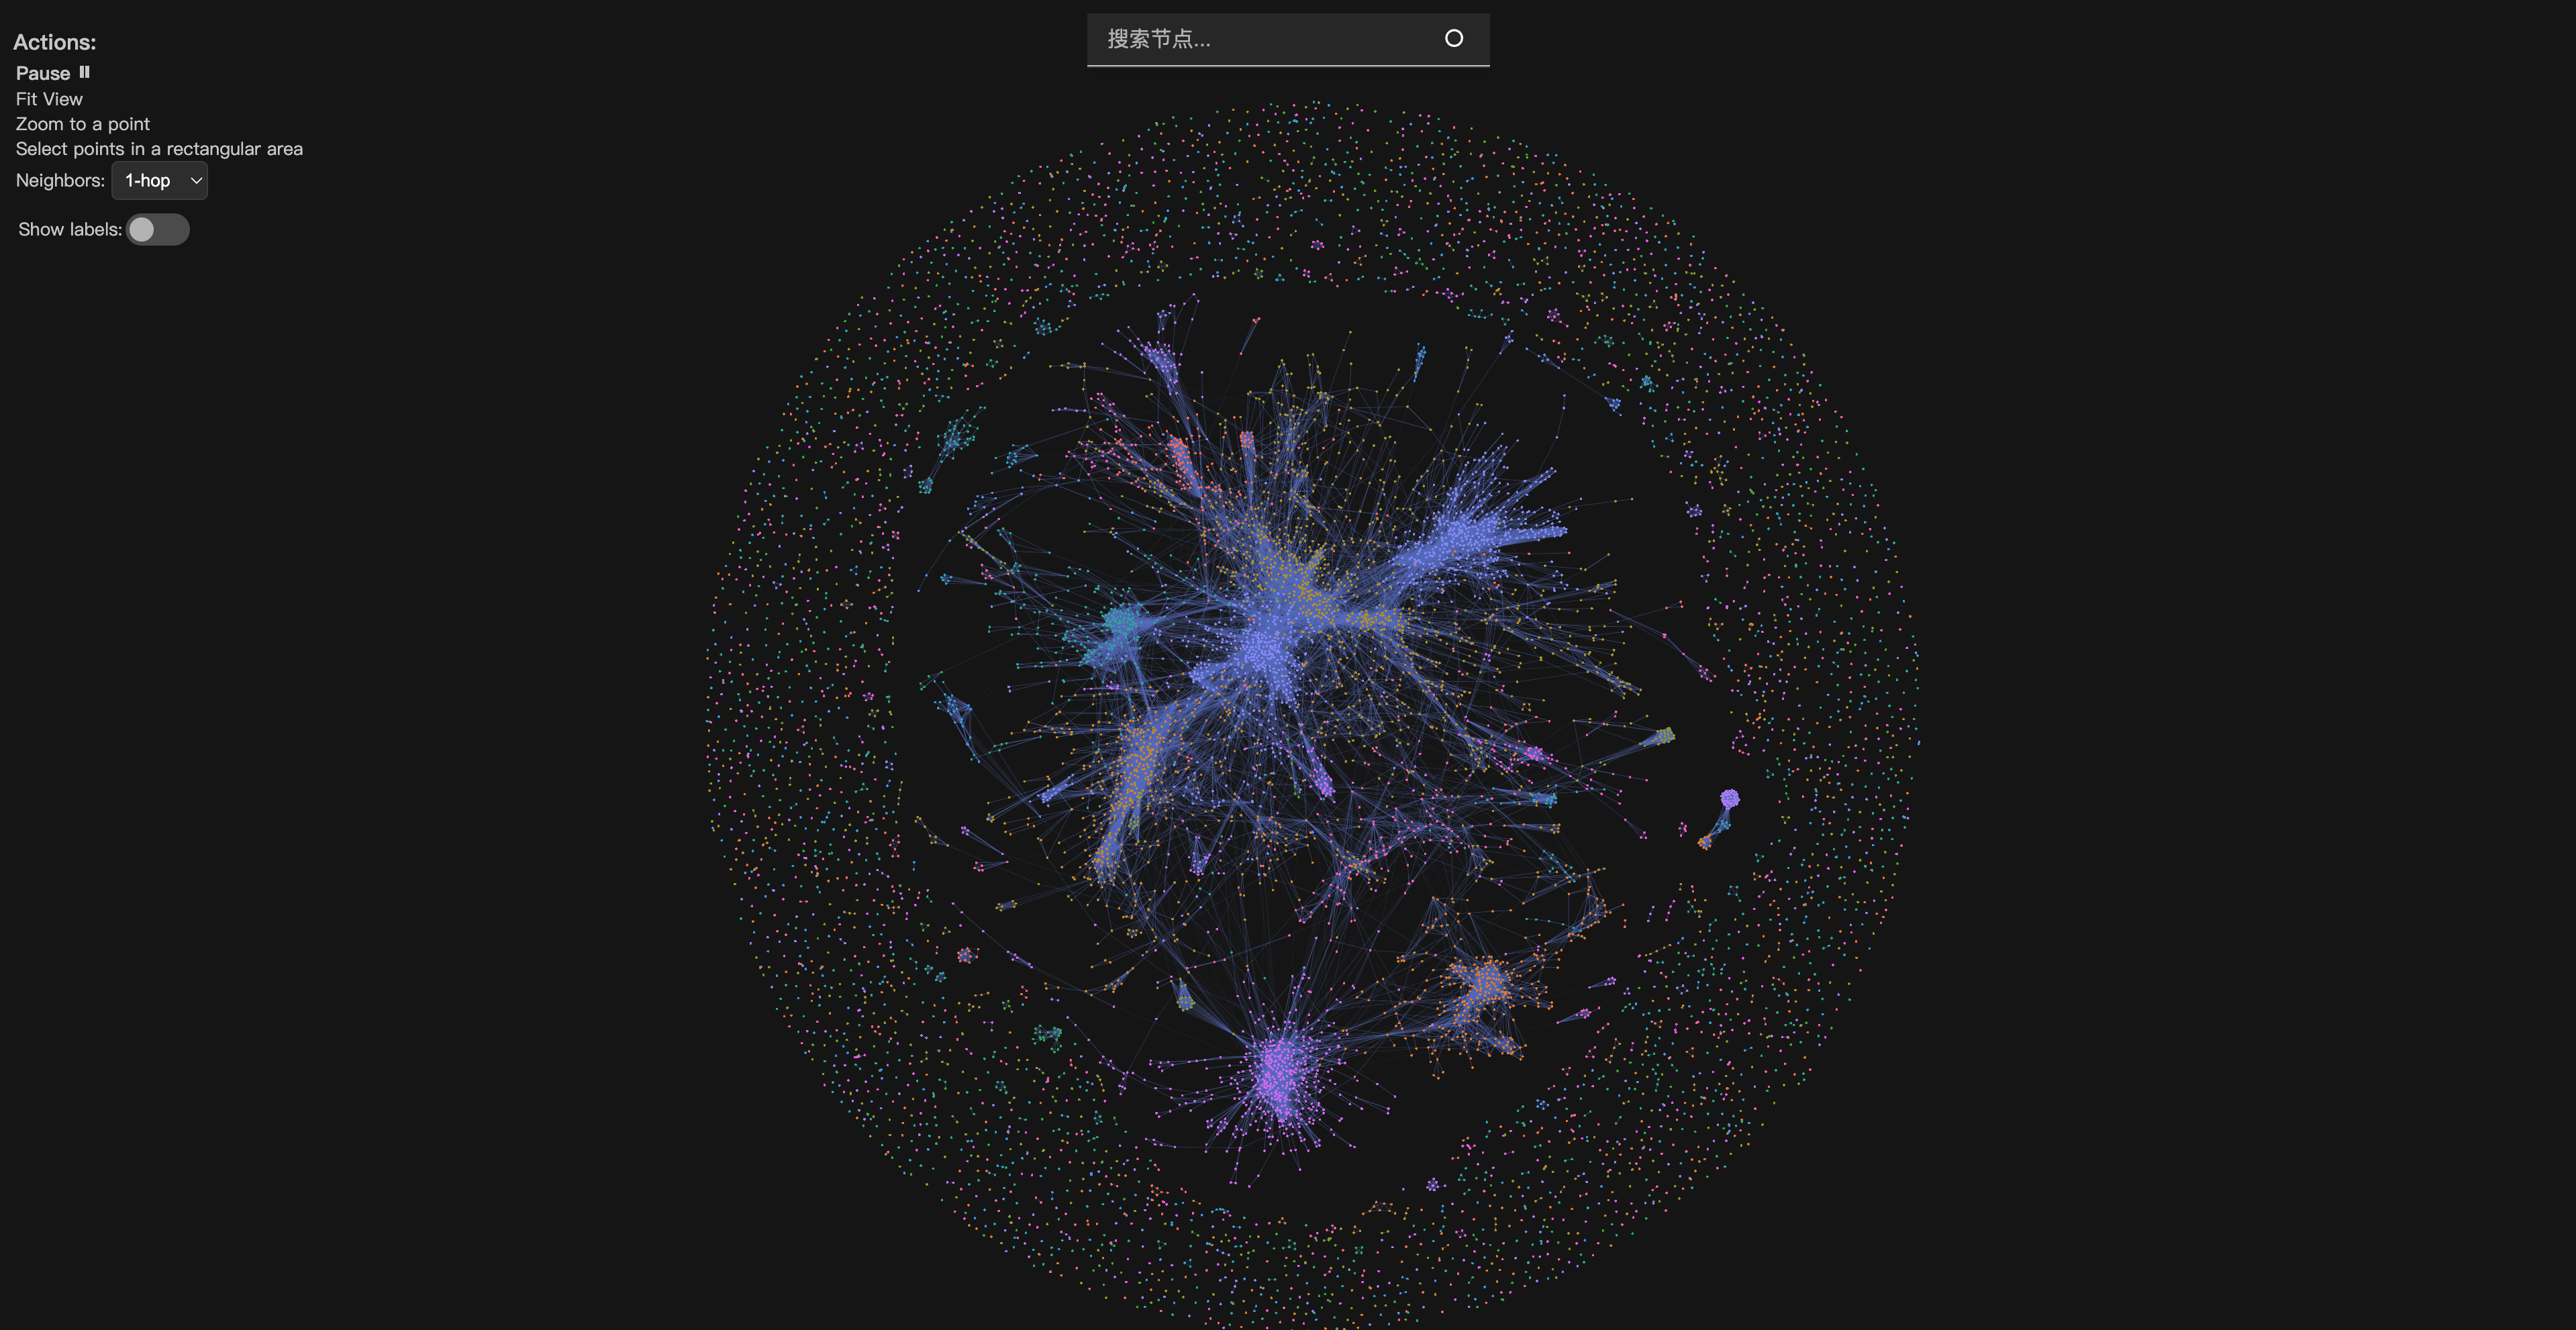 Actions:
Pause
Fit View
Zoom to a point
Select points in a rectangular area
Neighbors: 1-hop
Show labels:
搜索节点...